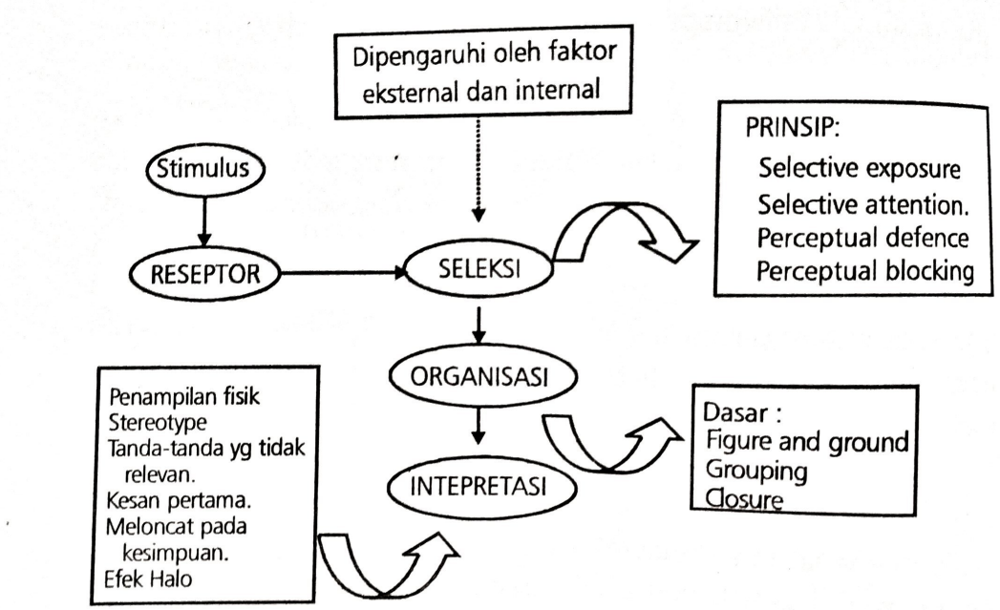 Dipengaruhi oleh faktor
eksternal dan internal
Stimulus
RESEPTOR
SELEKSI
PRINSIP:
Selective exposure
Selective attention.
Perceptual defence
Perceptual blocking
ORGANISASI
Dasar :
Figure and ground
Grouping
Closure
INTEPRETASI
Penampilan fisik
Stereotype
Tanda-tanda yg tidak
relevan.
Kesan pertama.
Meloncat pada
kesimpuan.
Efek Halo